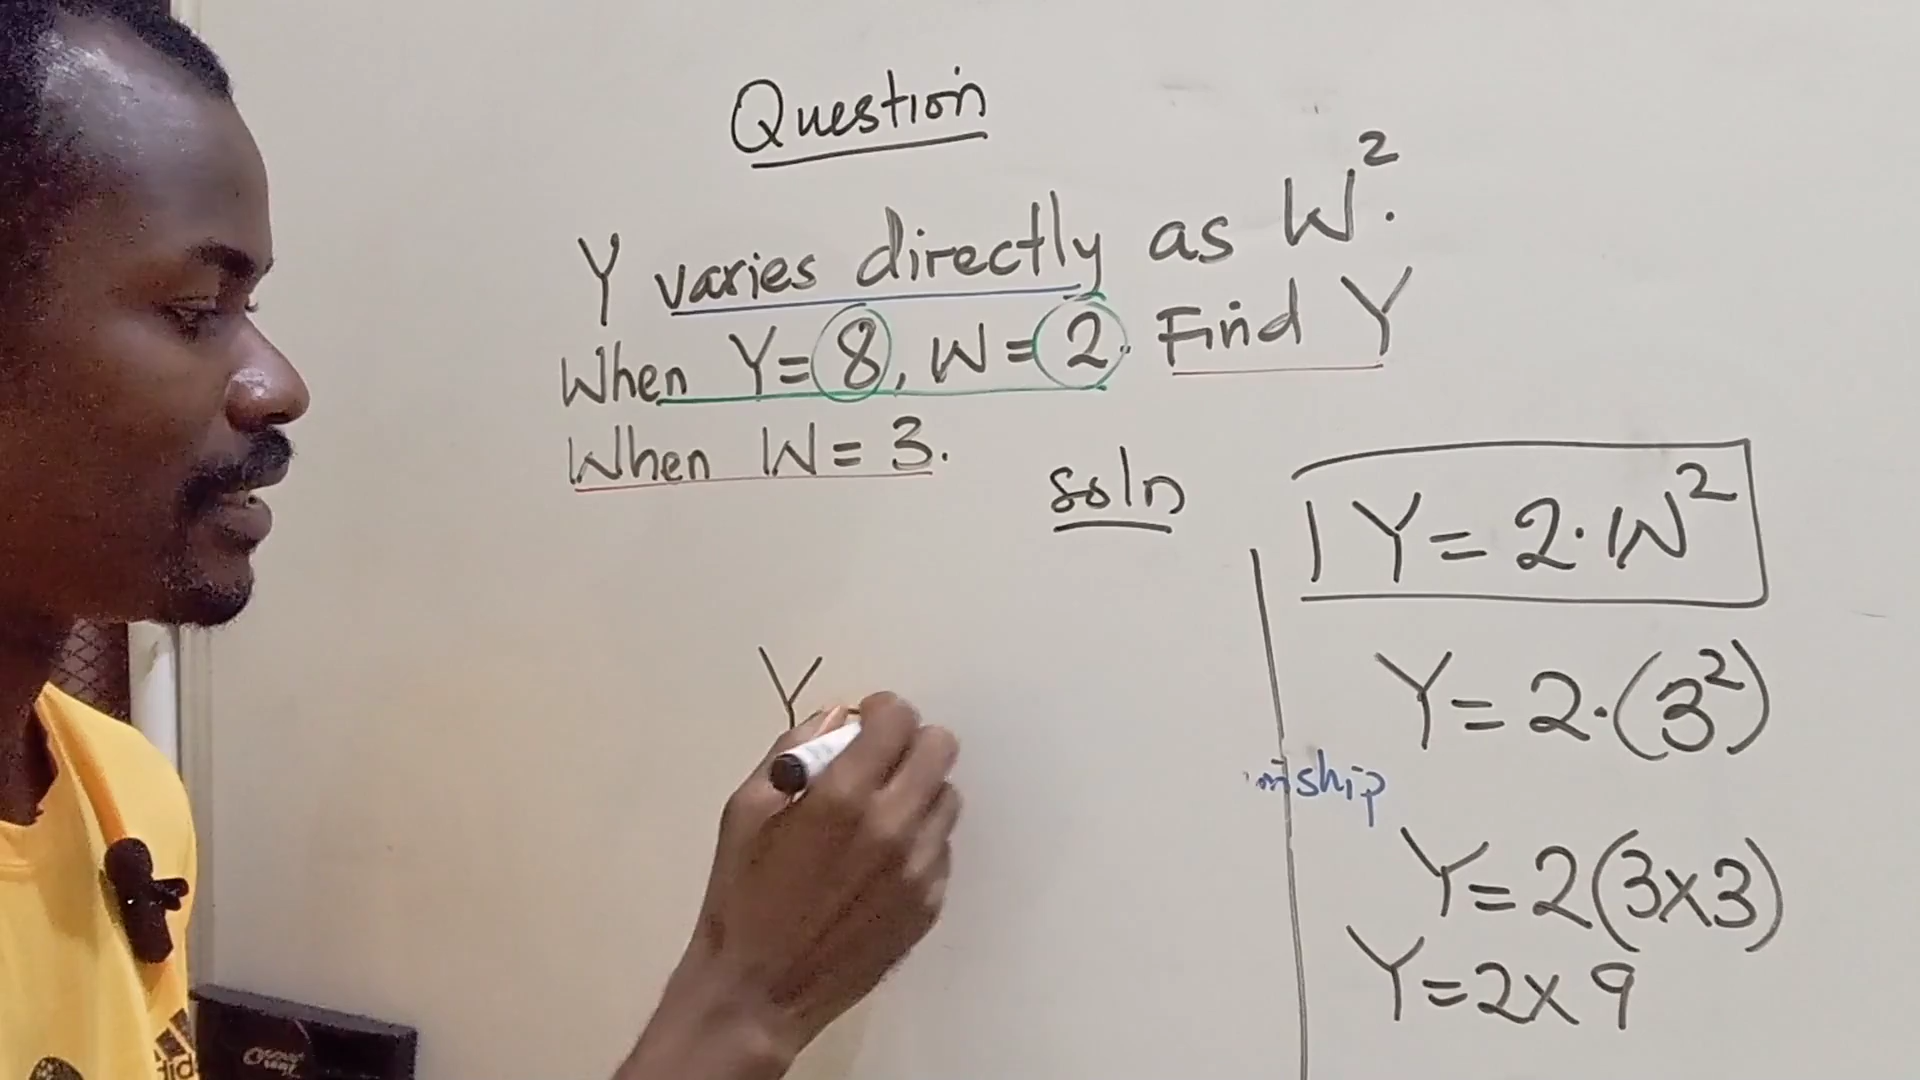 Question
Y varies directly as W².
When Y=8, W=2. Find Y
When W=3.
soln
Y=2·W²
Y=2·(3²)
onship
Y=2(3x3)
Y=2x9
Y